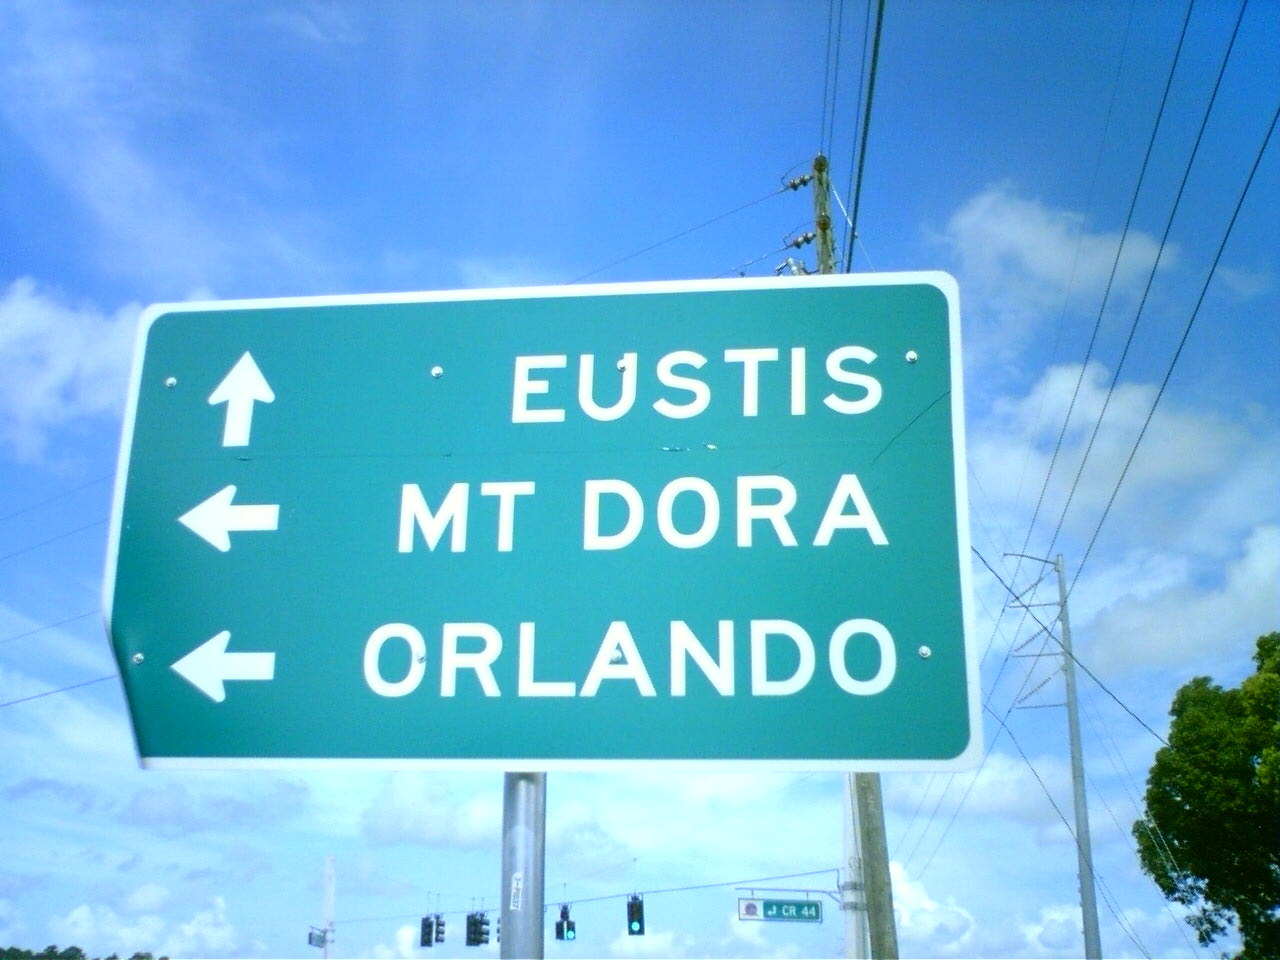 EUSTIS
MT DORA
ORLANDO
CR 44